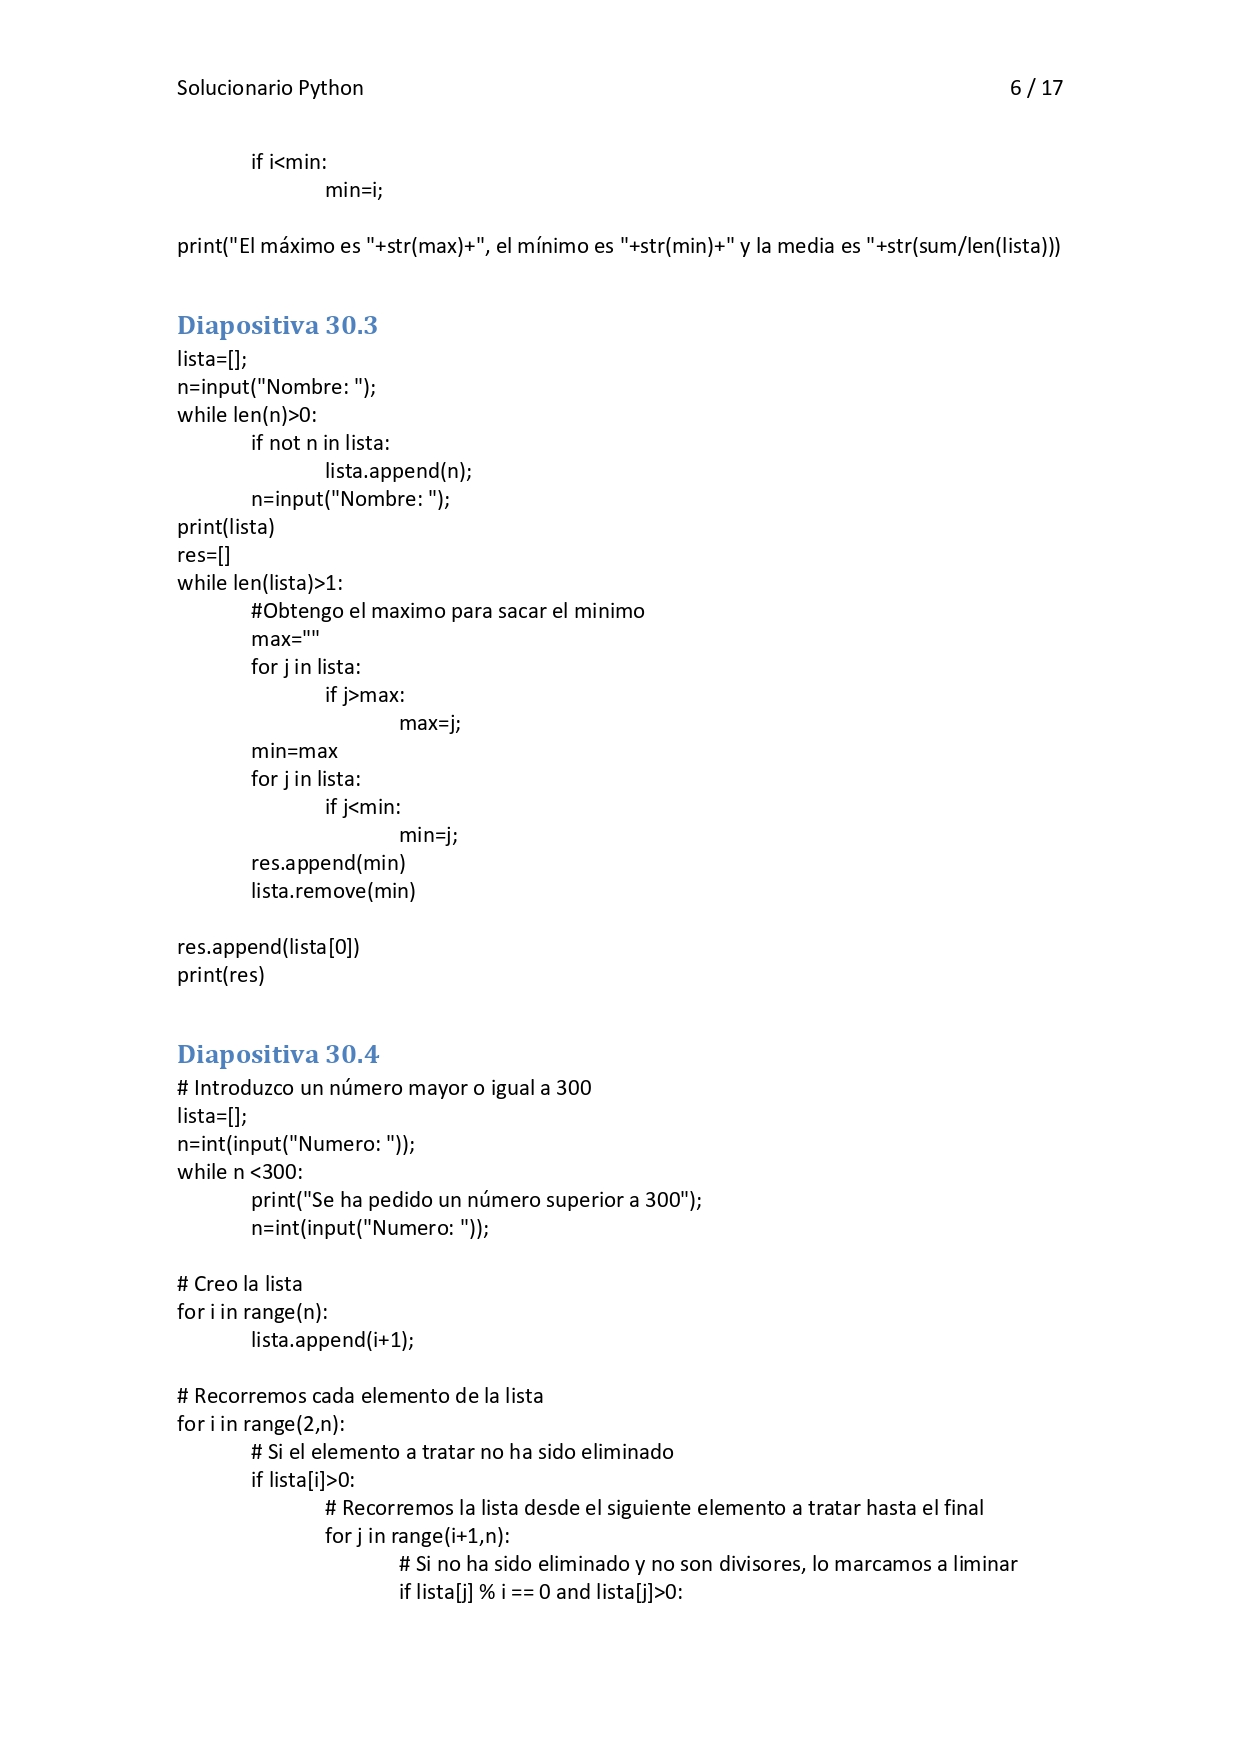 Solucionario Python 6 / 17
if i<min:
min=i;
print("El máximo es "+str(max)+", el mínimo es "+str(min)+" y la media es "+str(sum/len(lista)))
Diapositiva 30.3
lista=[];
n=input("Nombre: ");
while len(n)>0:
if not n in lista:
lista.append(n);
n=input("Nombre: ");
print(lista)
res=[]
while len(lista)>1:
#Obtengo el maximo para sacar el minimo
max=""
for j in lista:
if j>max:
max=j;
min=max
for j in lista:
if j<min:
min=j;
res.append(min)
lista.remove(min)
res.append(lista[0])
print(res)
Diapositiva 30.4
# Introduzco un número mayor o igual a 300
lista=[];
n=int(input("Numero: "));
while n <300:
print("Se ha pedido un número superior a 300");
n=int(input("Numero: "));
# Creo la lista
for i in range(n):
lista.append(i+1);
# Recorremos cada elemento de la lista
for i in range(2,n):
# Si el elemento a tratar no ha sido eliminado
if lista[i]>0:
# Recorremos la lista desde el siguiente elemento a tratar hasta el final
for j in range(i+1,n):
# Si no ha sido eliminado y no son divisores, lo marcamos a liminar
if lista[j] % i == 0 and lista[j]>0: